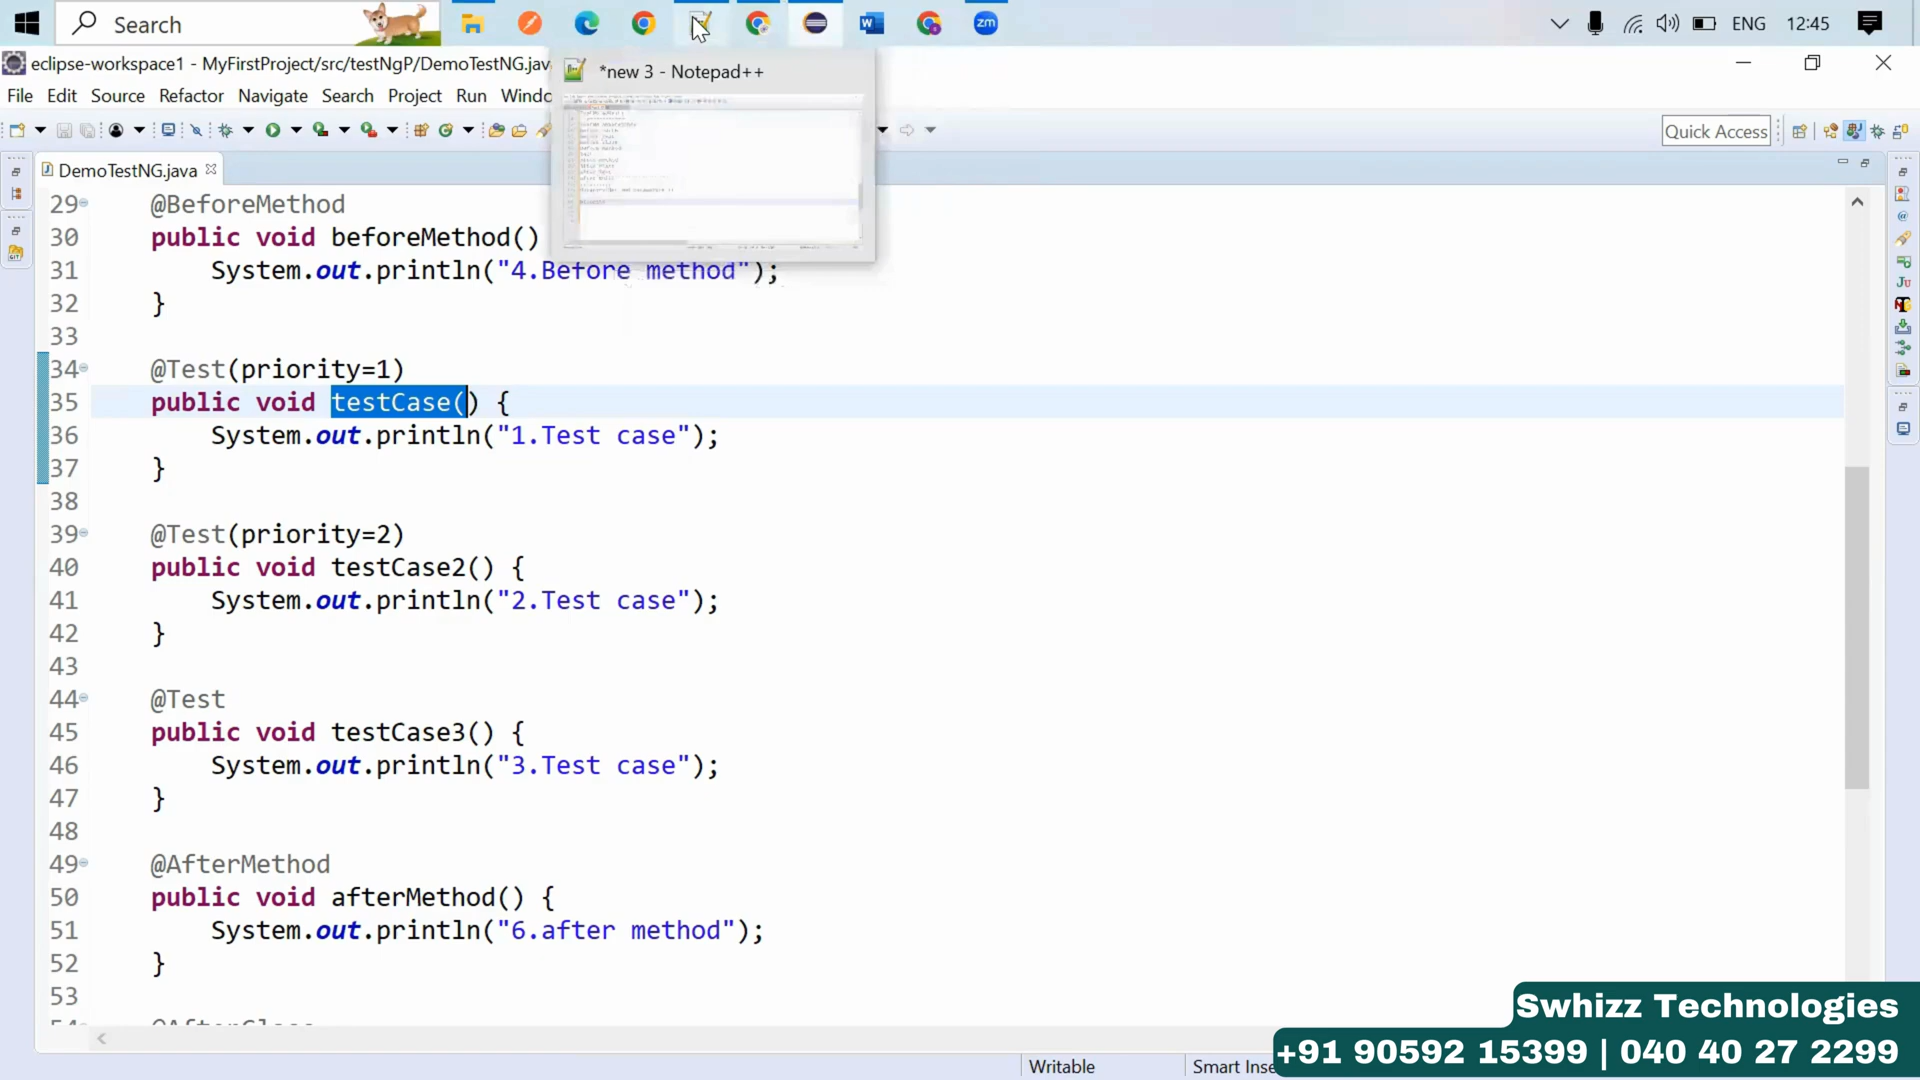 Search
ENG
12:45
eclipse-workspace1 - MyFirstProject/src/testNgP/DemoTestNG.jav
*new 3 - Notepad++
File Edit Source Refactor Navigate Search Project Run Windo
Quick Access
DemoTestNG.java
29 @BeforeMethod
30 public void beforeMethod()
31 System.out.println("4.Before method");
32 }
33
34 @Test(priority=1)
35 public void testCase() {
36 System.out.println("1.Test case");
37 }
38
39 @Test(priority=2)
40 public void testCase2() {
41 System.out.println("2.Test case");
42 }
43
44 @Test
45 public void testCase3() {
46 System.out.println("3.Test case");
47 }
48
49 @AfterMethod
50 public void afterMethod() {
51 System.out.println("6.after method");
52 }
53
Swhizz Technologies
+91 90592 15399 | 040 40 27 2299
Writable
Smart Inse